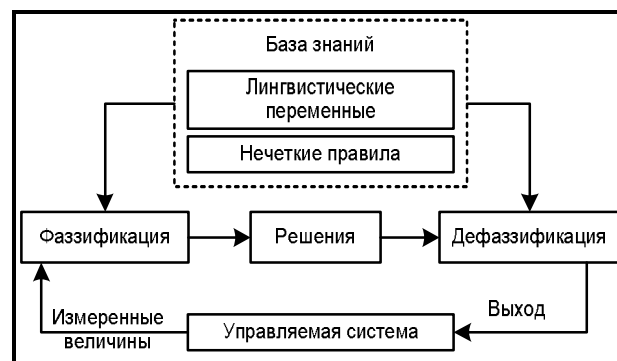 База знаний
Лингвистические
переменные
Нечеткие правила
Фаззификация
Решения
Дефаззификация
Измеренные
величины
Управляемая система
Выход